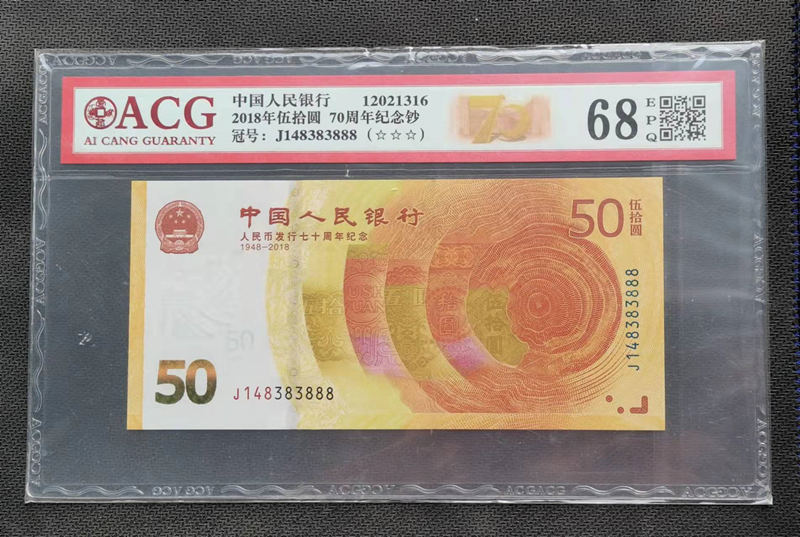 ACG
AI CANG GUARANTY
中国人民银行 12021316
2018年伍拾圆 70周年纪念钞
冠号：J148383888（☆☆☆）
70
68
EPQ
中国人民银行
人民币发行七十周年纪念
1948-2018
50
伍拾圆
J148383888
50
J148383888